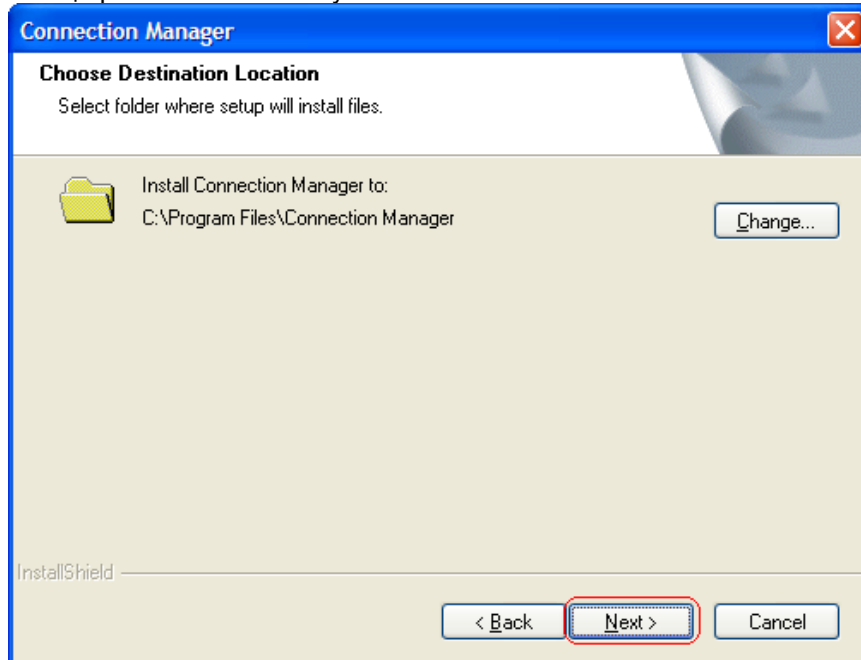 Connection Manager
Choose Destination Location
Select folder where setup will install files.
Install Connection Manager to:
C:\Program Files\Connection Manager
Change...
InstallShield
< Back
Next >
Cancel